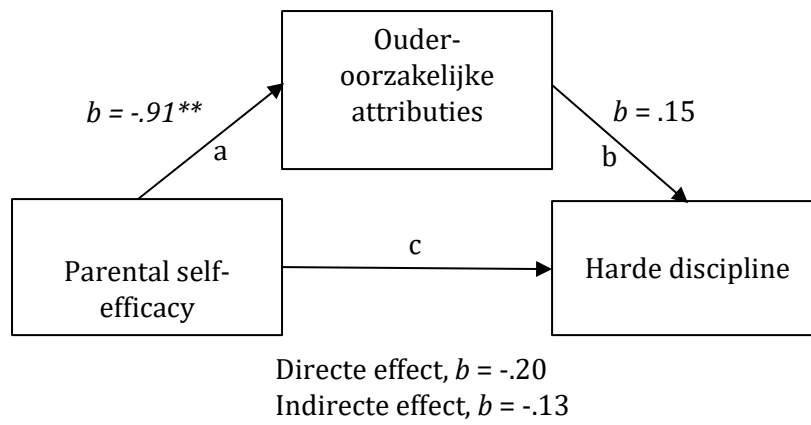 Ouder-
oorzakelijke
attributies
b = -.91**
a
b = .15
b
Parental self-
efficacy
c
Harde discipline
Directe effect, b = -.20
Indirecte effect, b = -.13